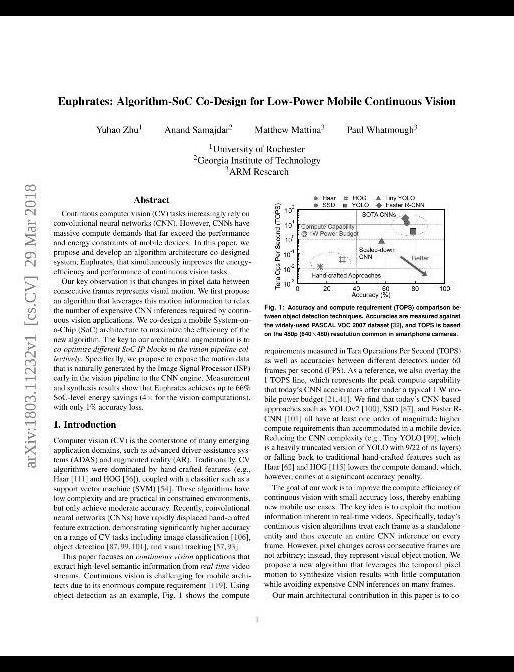 Euphrates: Algorithm-SoC Co-Design for Low-Power Mobile Continuous Vision
Yuhao Zhu1 Anand Samajdar2 Matthew Mattina3 Paul Whatmough3
1University of Rochester
2Georgia Institute of Technology
3ARM Research
arXiv:1803.11232v1 [cs.CV] 29 Mar 2018
Abstract
Continuous computer vision (CV) tasks increasingly rely on
convolutional neural networks (CNN). However, CNNs have
massive compute demands that far exceed the performance
and energy constraints of mobile devices. In this paper, we
propose and develop an algorithm architecture co-designed
system, Euphrates, that simultaneously improves the energy-
efficiency and performance of continuous vision tasks.
Our key observation is that changes in pixel data between
consecutive frames represents visual motion. We first propose
an algorithm that leverages this motion information to relax
the number of expensive CNN inferences required by contin-
uous vision applications. We co-design a mobile System-on-
a-Chip (SoC) architecture to maximize the efficiency of the
new algorithm. The key to our architectural augmentation is to
co-optimize different SoC IP blocks in the vision pipeline col-
lectively. Specifically, we propose to expose the motion data
that is naturally generated by the Image Signal Processor (ISP)
early in the vision pipeline to the CNN engine. Measurement
and synthesis results show that Euphrates achieves up to 66%
SoC-level energy savings (4× for the vision computations),
with only 1% accuracy loss.
1. Introduction
Computer vision (CV) is the cornerstone of many emerging
application domains, such as advanced driver-assistance sys-
tems (ADAS) and augmented reality (AR). Traditionally, CV
algorithms were dominated by hand-crafted features (e.g.,
Haar [111] and HOG [56]), coupled with a classifier such as a
support vector machine (SVM) [54]. These algorithms have
low complexity and are practical in constrained environments,
but only achieve moderate accuracy. Recently, convolutional
neural networks (CNNs) have rapidly displaced hand-crafted
feature extraction, demonstrating significantly higher accuracy
on a range of CV tasks including image classification [106],
object detection [87, 99, 101], and visual tracking [57, 93].
This paper focuses on continuous vision applications that
extract high-level semantic information from real-time video
streams. Continuous vision is challenging for mobile archi-
tects due to its enormous compute requirement [119]. Using
object detection as an example, Fig. 1 shows the compute
Haar HOG Tiny YOLO
SSD YOLO Faster R-CNN
Tera Ops Per Second (TOPS)
SOTA CNNs
Compute Capability
@ 1W Power Budget
Scaled-down
CNN
Better
Hand-crafted Approaches
0 20 40 60 80 100
Accuracy (%)
Fig. 1: Accuracy and compute requirement (TOPS) comparison be-
tween object detection techniques. Accuracies are measured against
the widely-used PASCAL VOC 2007 dataset [32], and TOPS is based
on the 480p (640×480) resolution common in smartphone cameras.
requirements measured in Tera Operations Per Second (TOPS)
as well as accuracies between different detectors under 60
frames per second (FPS). As a reference, we also overlay the
1 TOPS line, which represents the peak compute capability
that today's CNN accelerators offer under a typical 1 W mo-
bile power budget [21, 41]. We find that today's CNN-based
approaches such as YOLOv2 [100], SSD [87], and Faster R-
CNN [101] all have at least one order of magnitude higher
compute requirements than accommodated in a mobile device.
Reducing the CNN complexity (e.g., Tiny YOLO [99], which
is a heavily truncated version of YOLO with 9/22 of its layers)
or falling back to traditional hand-crafted features such as
Haar [62] and HOG [115] lowers the compute demand, which,
however, comes at a significant accuracy penalty.
The goal of our work is to improve the compute efficiency of
continuous vision with small accuracy loss, thereby enabling
new mobile use cases. The key idea is to exploit the motion
information inherent in real-time videos. Specifically, today's
continuous vision algorithms treat each frame as a standalone
entity and thus execute an entire CNN inference on every
frame. However, pixel changes across consecutive frames are
not arbitrary; instead, they represent visual object motion. We
propose a new algorithm that leverages the temporal pixel
motion to synthesize vision results with little computation
while avoiding expensive CNN inferences on many frames.
Our main architectural contribution in this paper is to co-
1